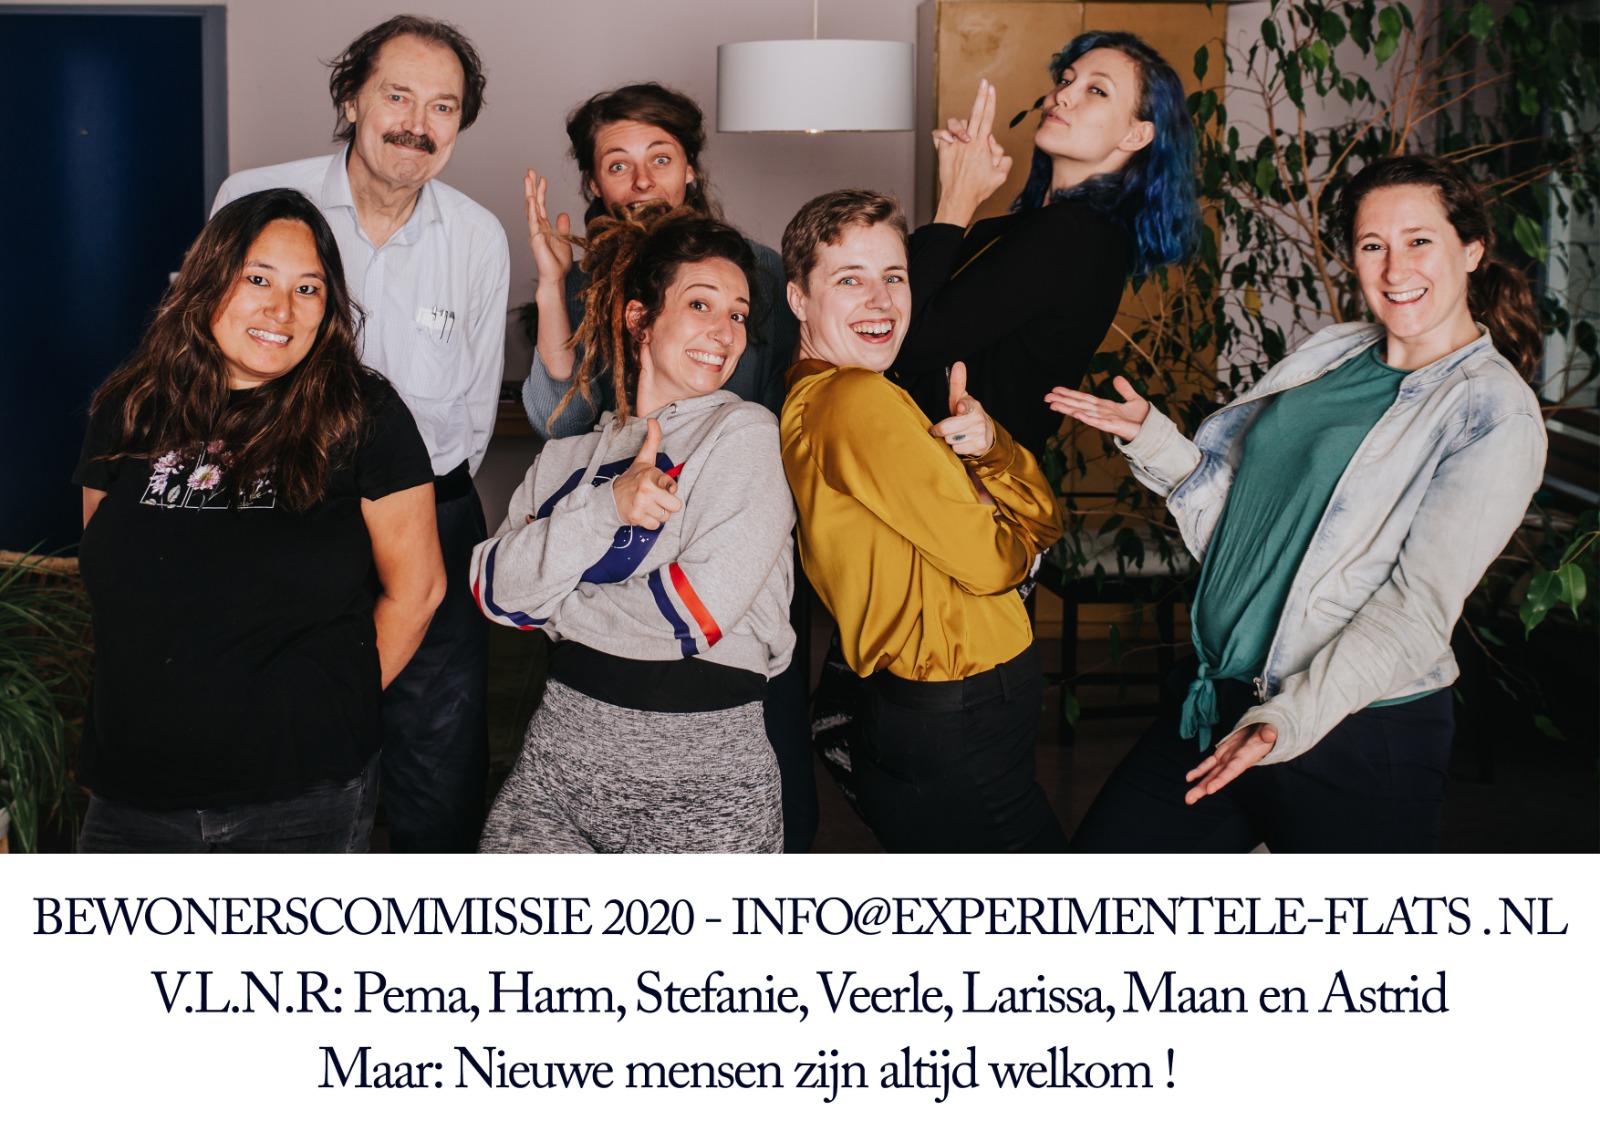 BEWONERSCOMMISSIE 2020 - INFO@EXPERIMENTELE-FLATS . NL
V.L.N.R: Pema, Harm, Stefanie, Veerle, Larissa, Maan en Astrid
Maar: Nieuwe mensen zijn altijd welkom !